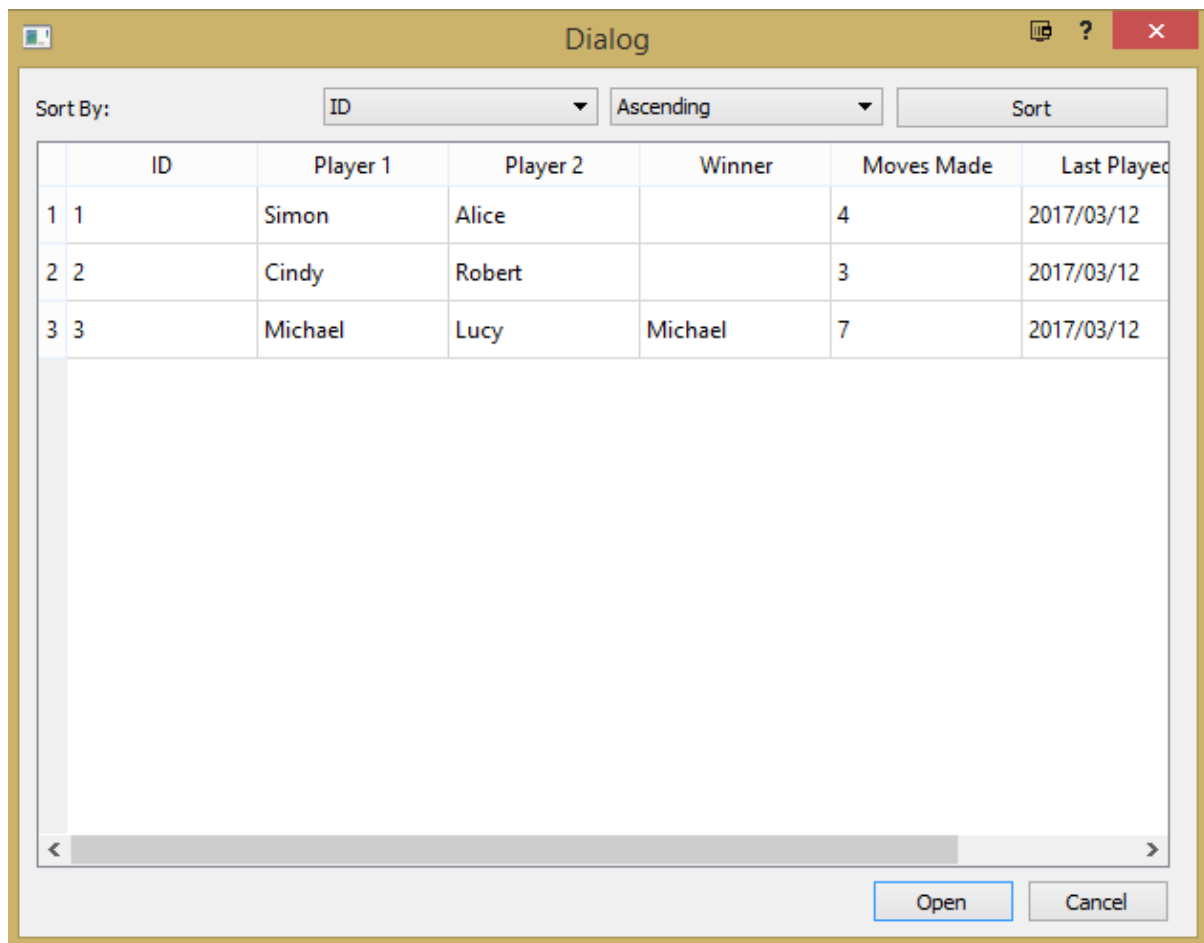 Dialog ?
Sort By: ID Ascending Sort
ID Player 1 Player 2 Winner Moves Made Last Played
1 1 Simon Alice 4 2017/03/12
2 2 Cindy Robert 3 2017/03/12
3 3 Michael Lucy Michael 7 2017/03/12
Open Cancel